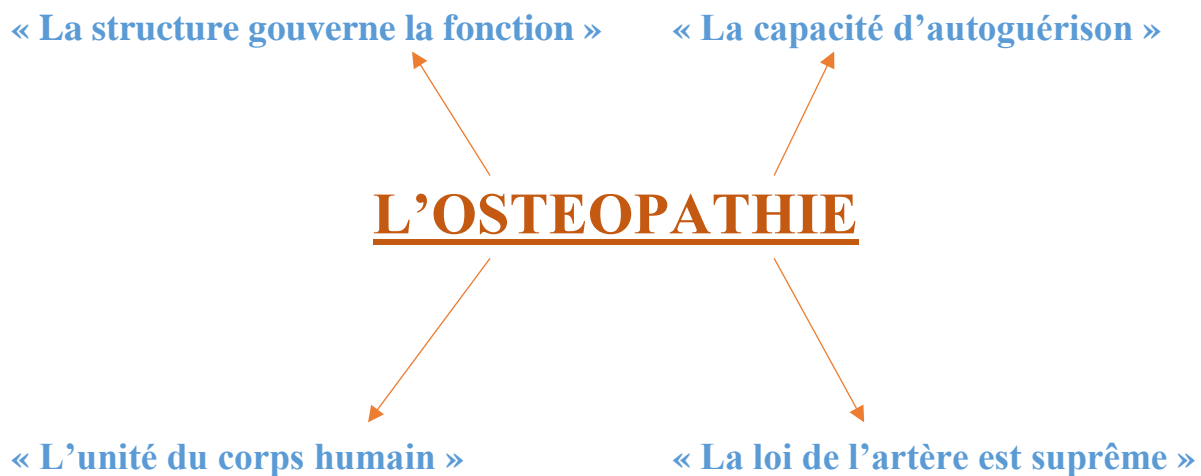 « La structure gouverne la fonction »
« La capacité d’autoguérison »
L’OSTEOPATHIE
« L’unité du corps humain »
« La loi de l’artère est suprême »